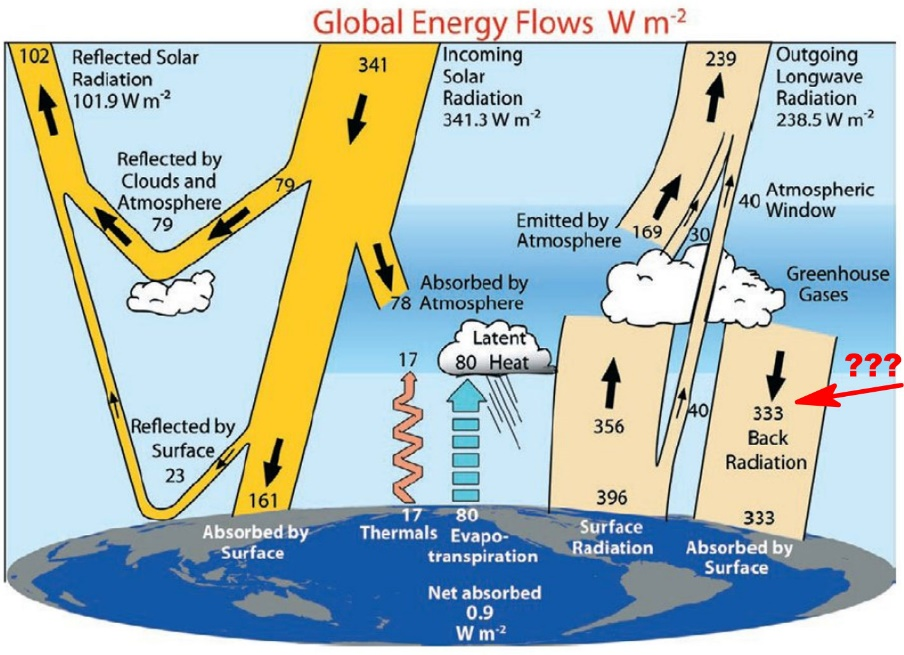 Global Energy Flows W m-2
102
Reflected Solar
Radiation
101.9 W m-2
341
Incoming
Solar
Radiation
341.3 W m-2
239
Outgoing
Longwave
Radiation
238.5 W m-2
Reflected by
Clouds and
Atmosphere
79
79
Emitted by
Atmosphere
169
30
40
Atmospheric
Window
Absorbed by
78 Atmosphere
Greenhouse
Gases
Latent
80 Heat
17
???
356
40
333
Back
Radiation
Reflected by
Surface
23
161
Absorbed by
Surface
17
Thermals
80
Evapo-
transpiration
396
Surface
Radiation
333
Absorbed by
Surface
Net absorbed
0.9
W m-2